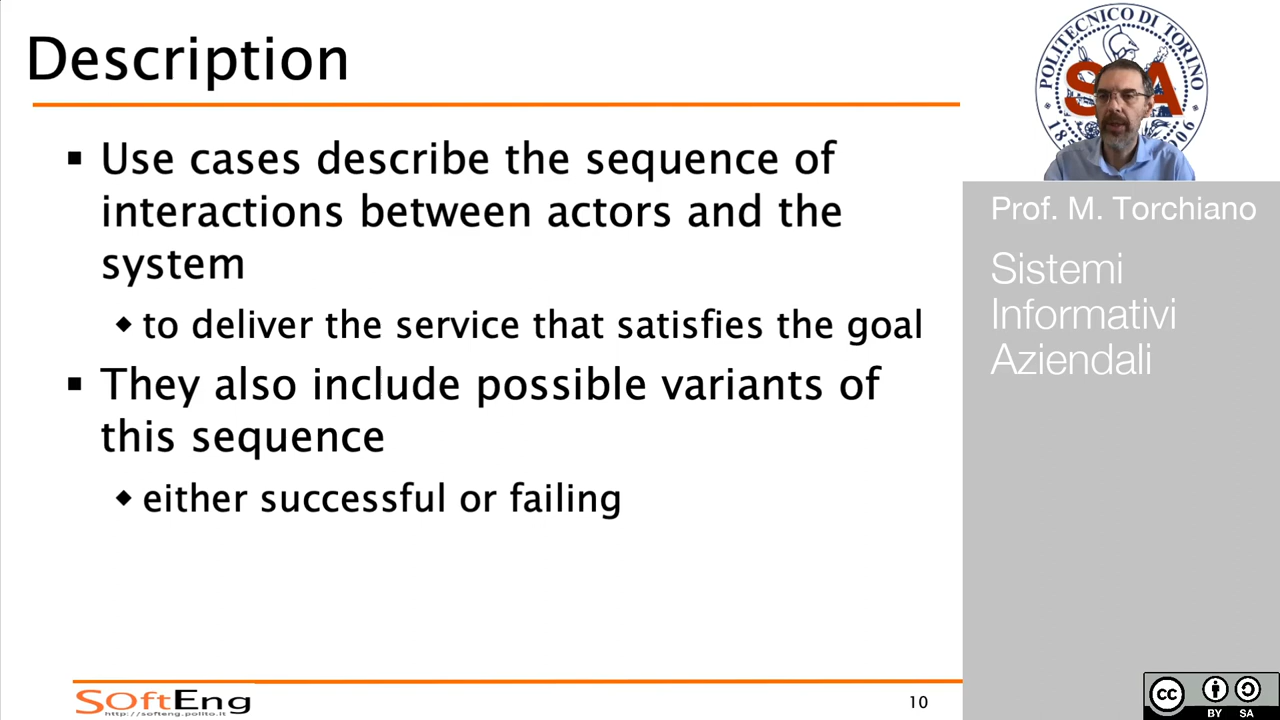 Description
▪ Use cases describe the sequence of
interactions between actors and the
system
◆ to deliver the service that satisfies the goal
▪ They also include possible variants of
this sequence
◆ either successful or failing
SoftEng
http://softeng.polito.it
10
POLITECNICO DI TORINO
Prof. M. Torchiano
Sistemi
Informativi
Aziendali
cc
BY SA